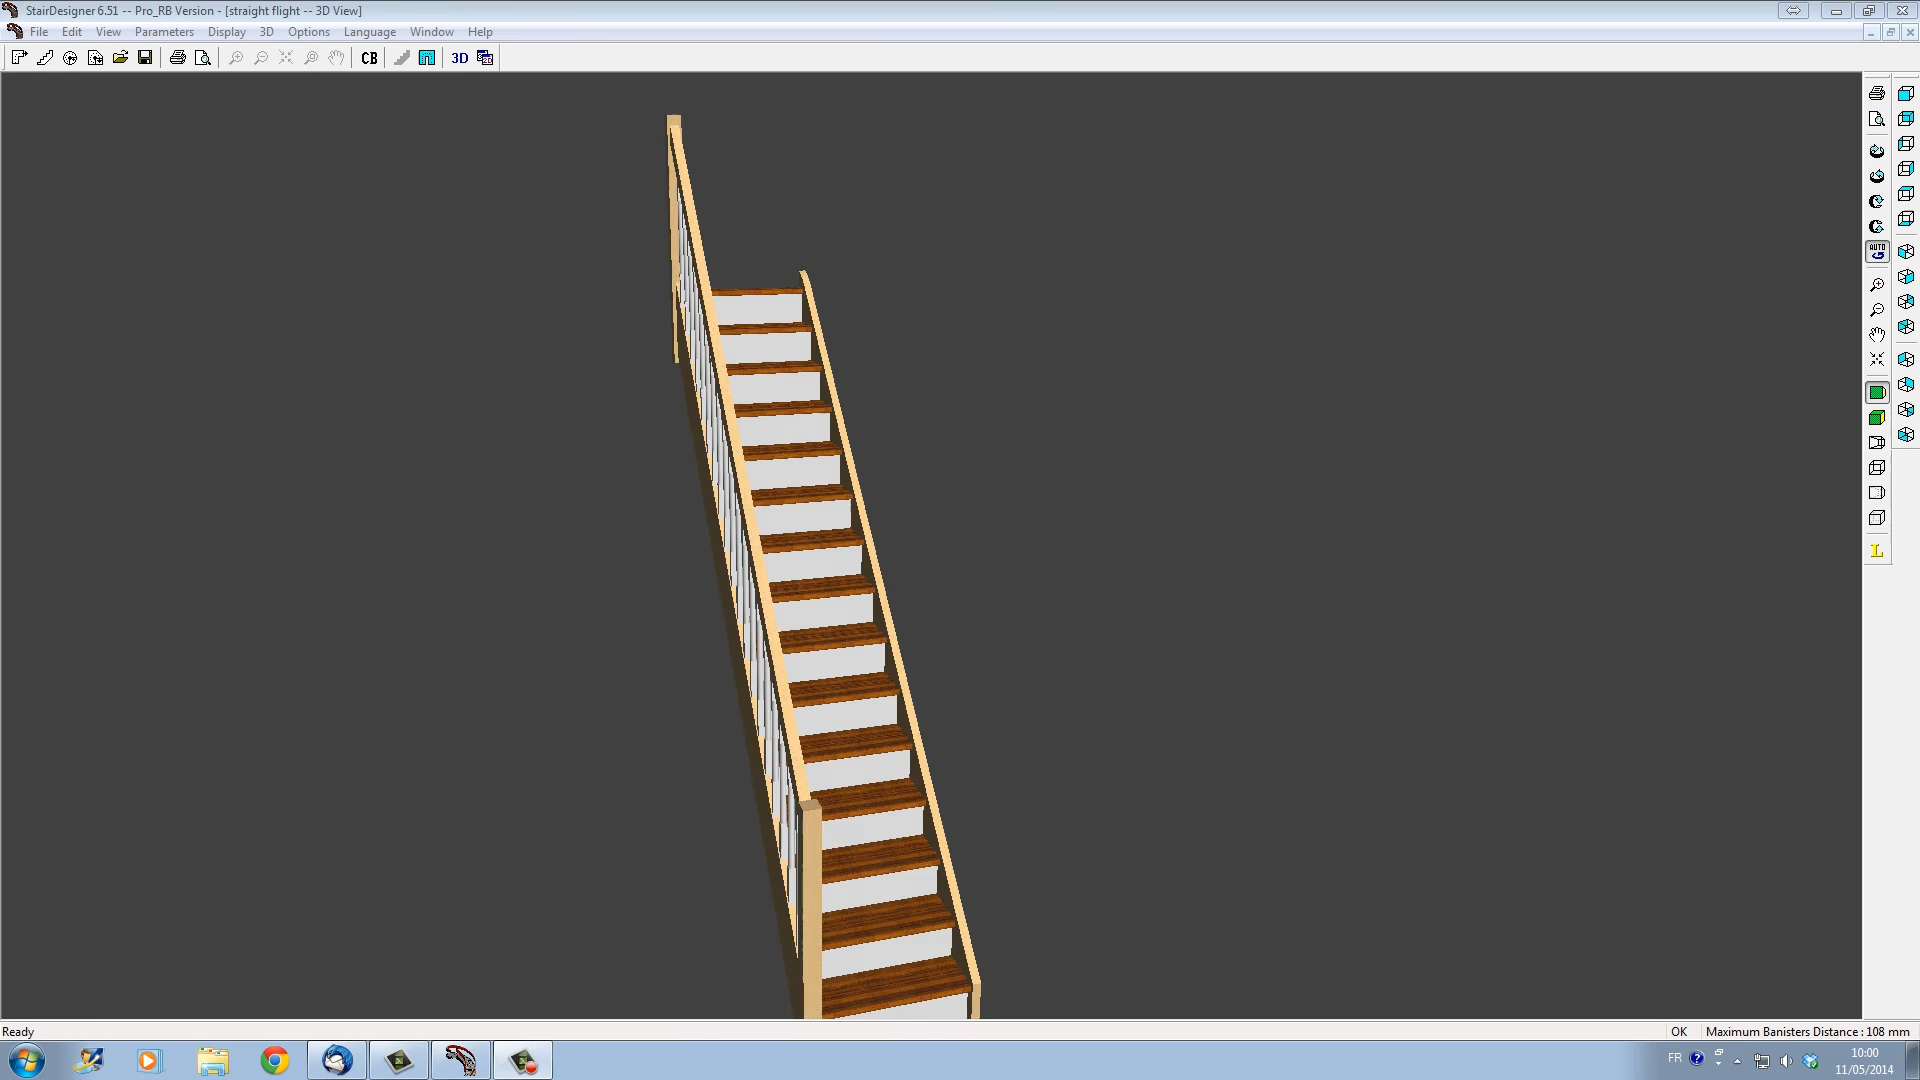 StairDesigner 6.51 -- Pro_RB Version - [straight flight -- 3D View]
File Edit View Parameters Display 3D Options Language Window Help
CB 3D
AUTO
L
Ready OK Maximum Banisters Distance : 108 mm
FR 10:00
11/05/2014